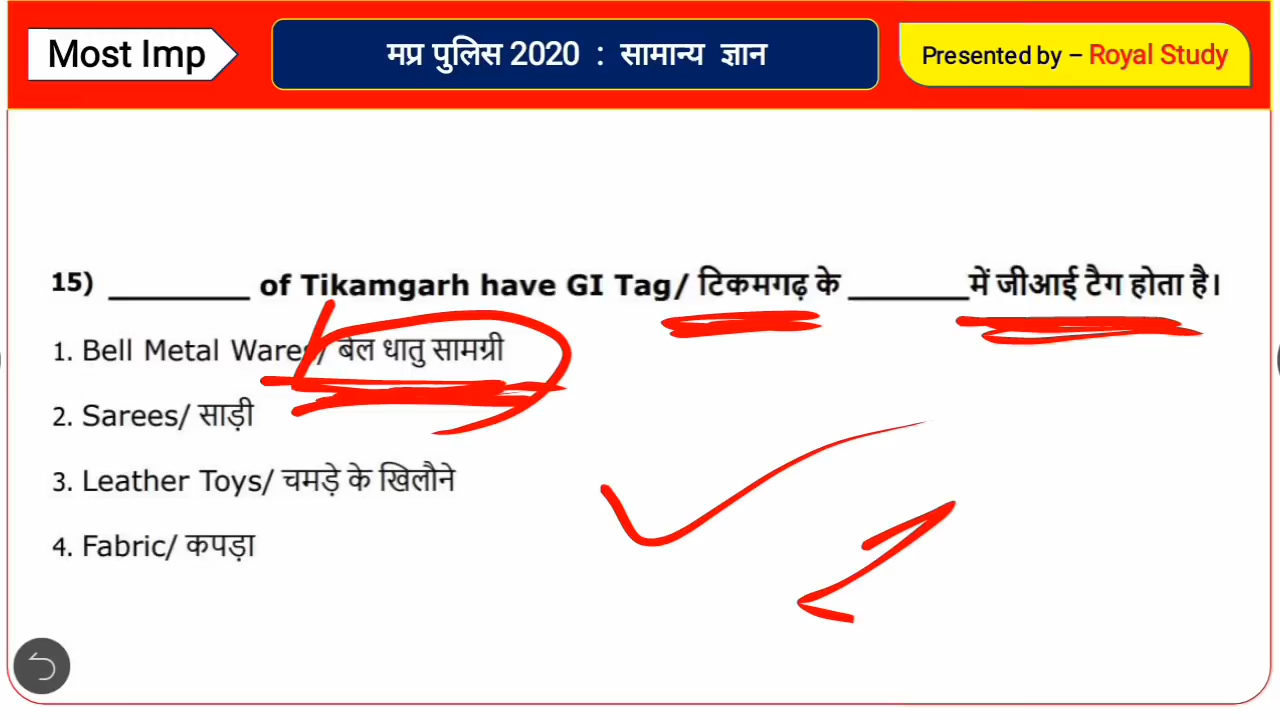 Most Imp
मप्र पुलिस 2020 : सामान्य ज्ञान
Presented by – Royal Study
15) ________ of Tikamgarh have GI Tag/ टिकमगढ़ के _______में जीआई टैग होता है।
1. Bell Metal Wares/ बेल धातु सामग्री
2. Sarees/ साड़ी
3. Leather Toys/ चमड़े के खिलौने
4. Fabric/ कपड़ा